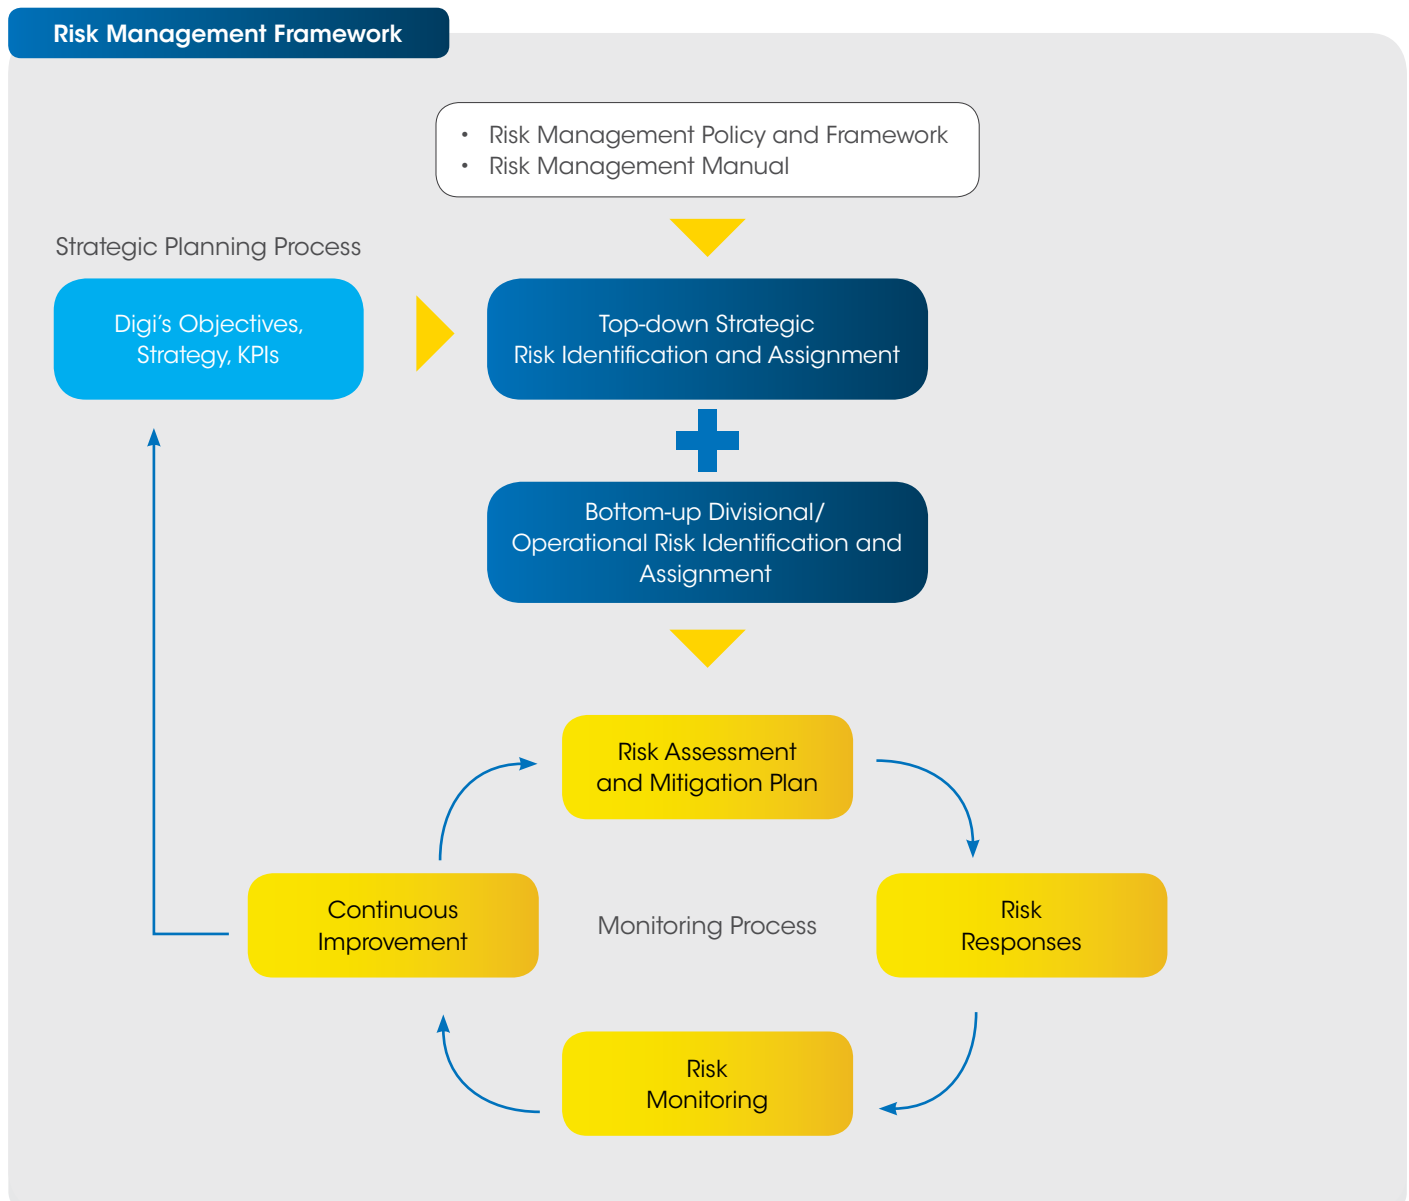 Risk Management Framework
• Risk Management Policy and Framework
• Risk Management Manual
Strategic Planning Process
Digi’s Objectives,
Strategy, KPIs
Top-down Strategic
Risk Identification and Assignment
Bottom-up Divisional/
Operational Risk Identification and
Assignment
Risk Assessment
and Mitigation Plan
Continuous
Improvement
Monitoring Process
Risk
Responses
Risk
Monitoring